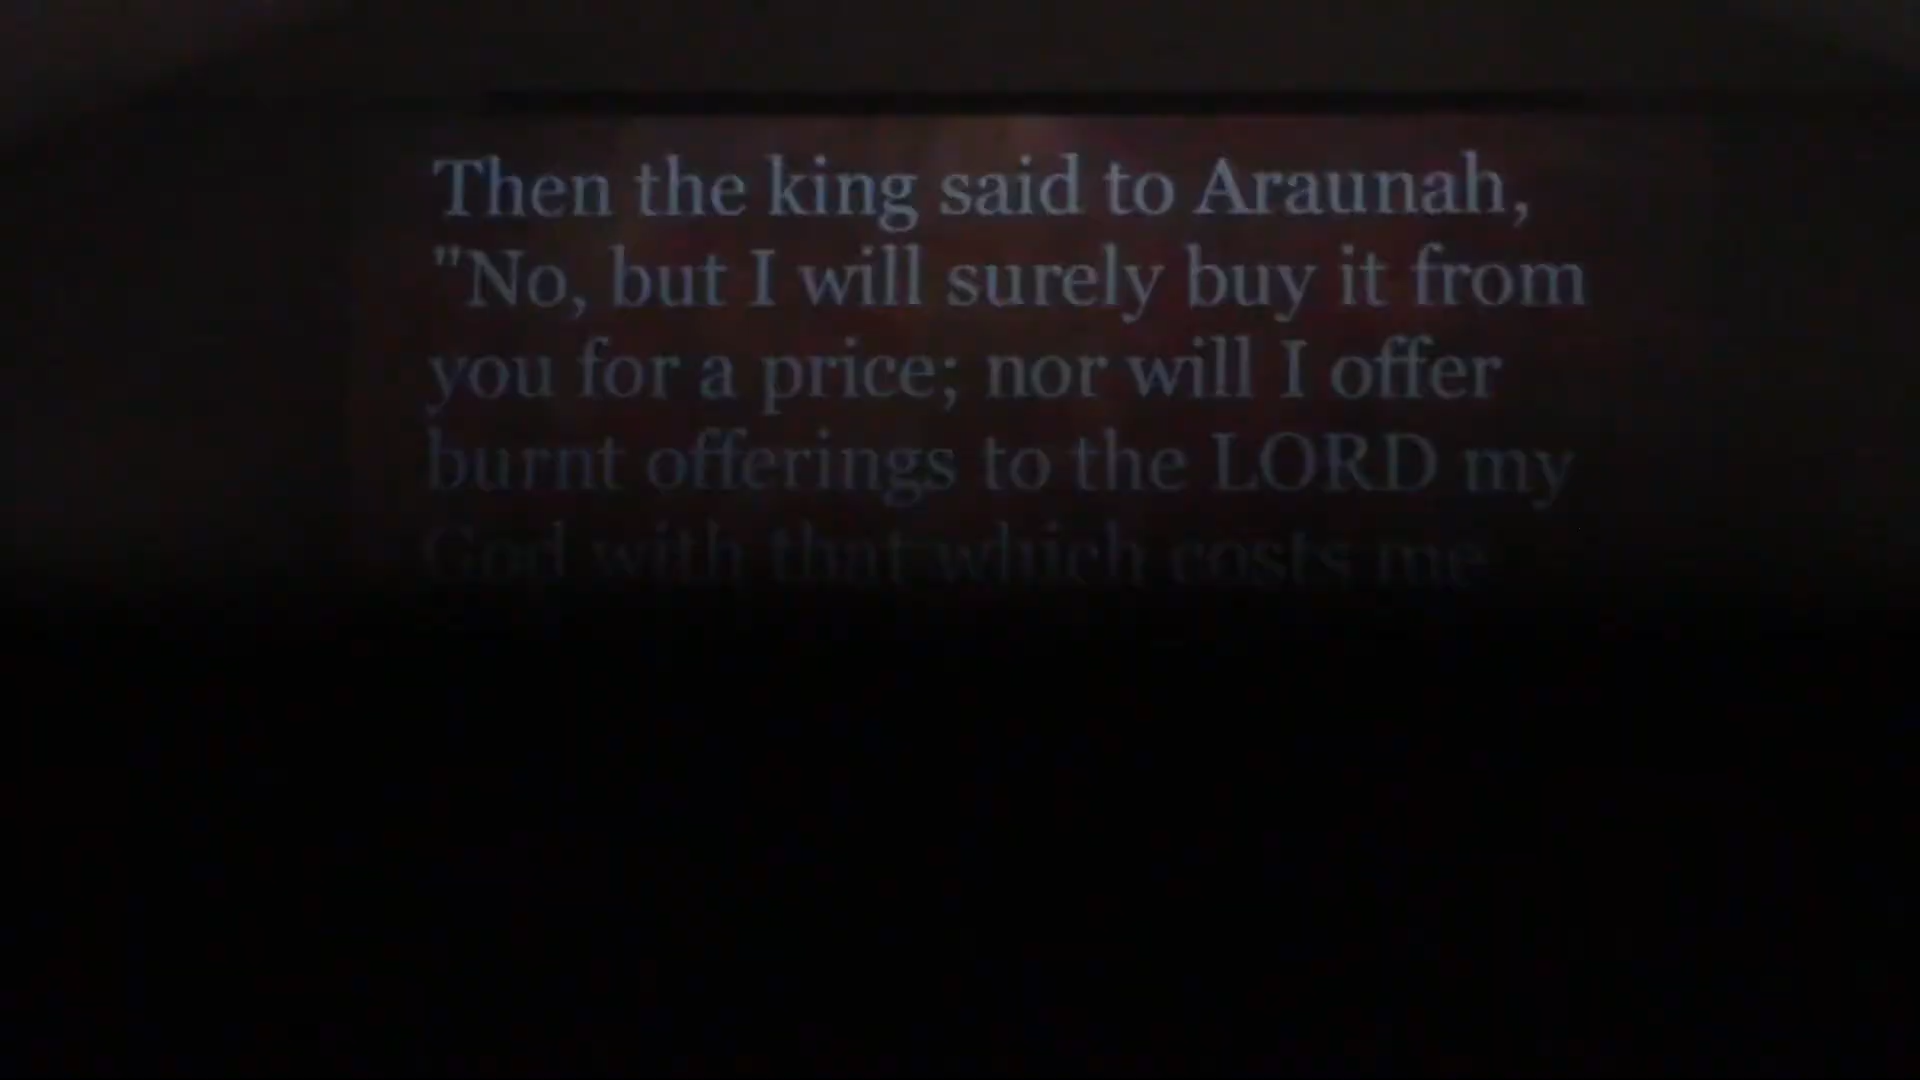 Then the king said to Araunah,
"No, but I will surely buy it from
you for a price; nor will I offer
burnt offerings to the LORD my
God with that which costs me